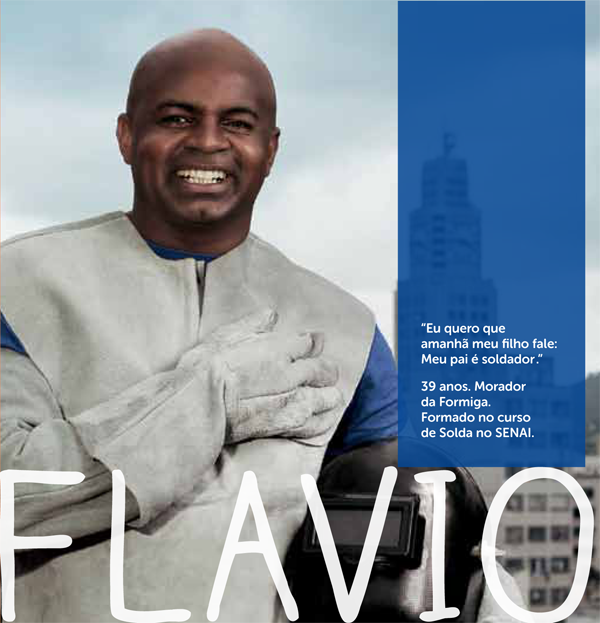 “Eu quero que
amanhã meu filho fale:
Meu pai é soldador.”
39 anos. Morador
da Formiga.
Formado no curso
de Solda no SENAI.
FLAVIO